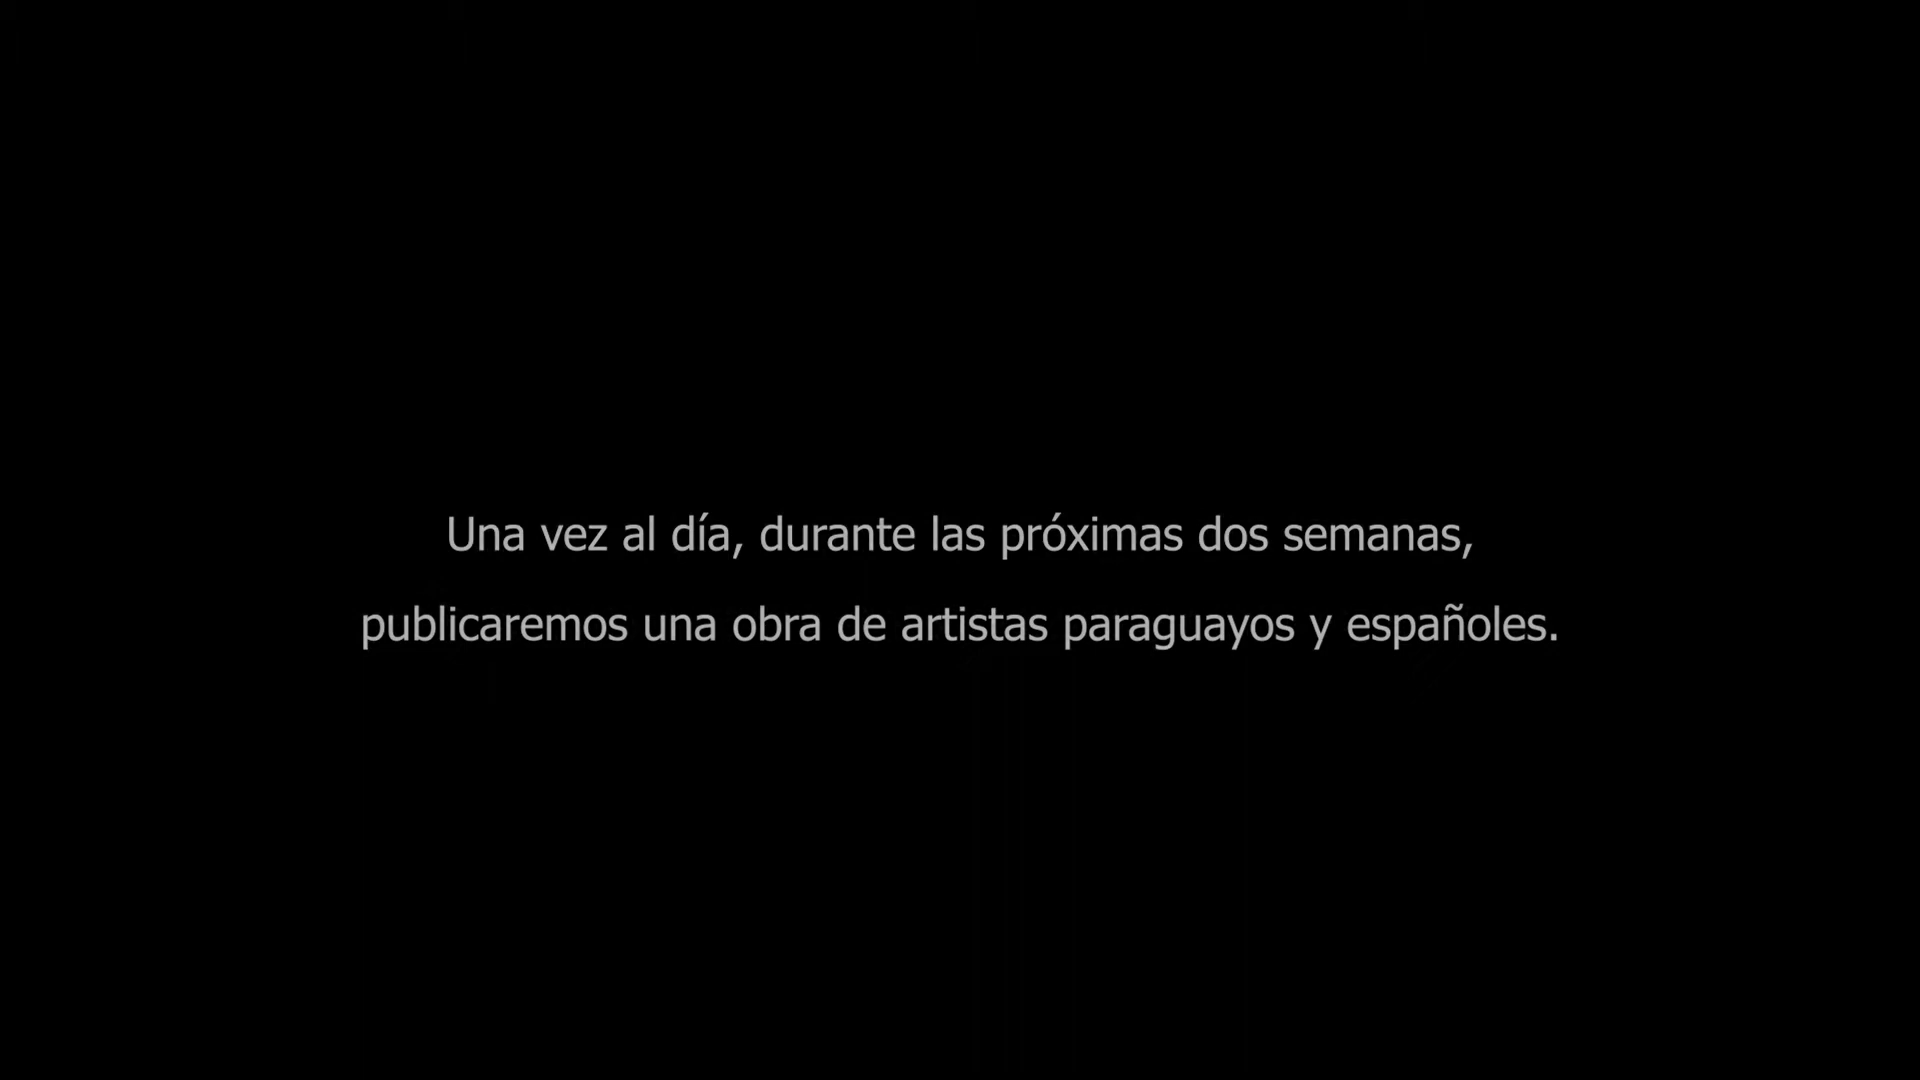 Una vez al día, durante las próximas dos semanas,
publicaremos una obra de artistas paraguayos y españoles.